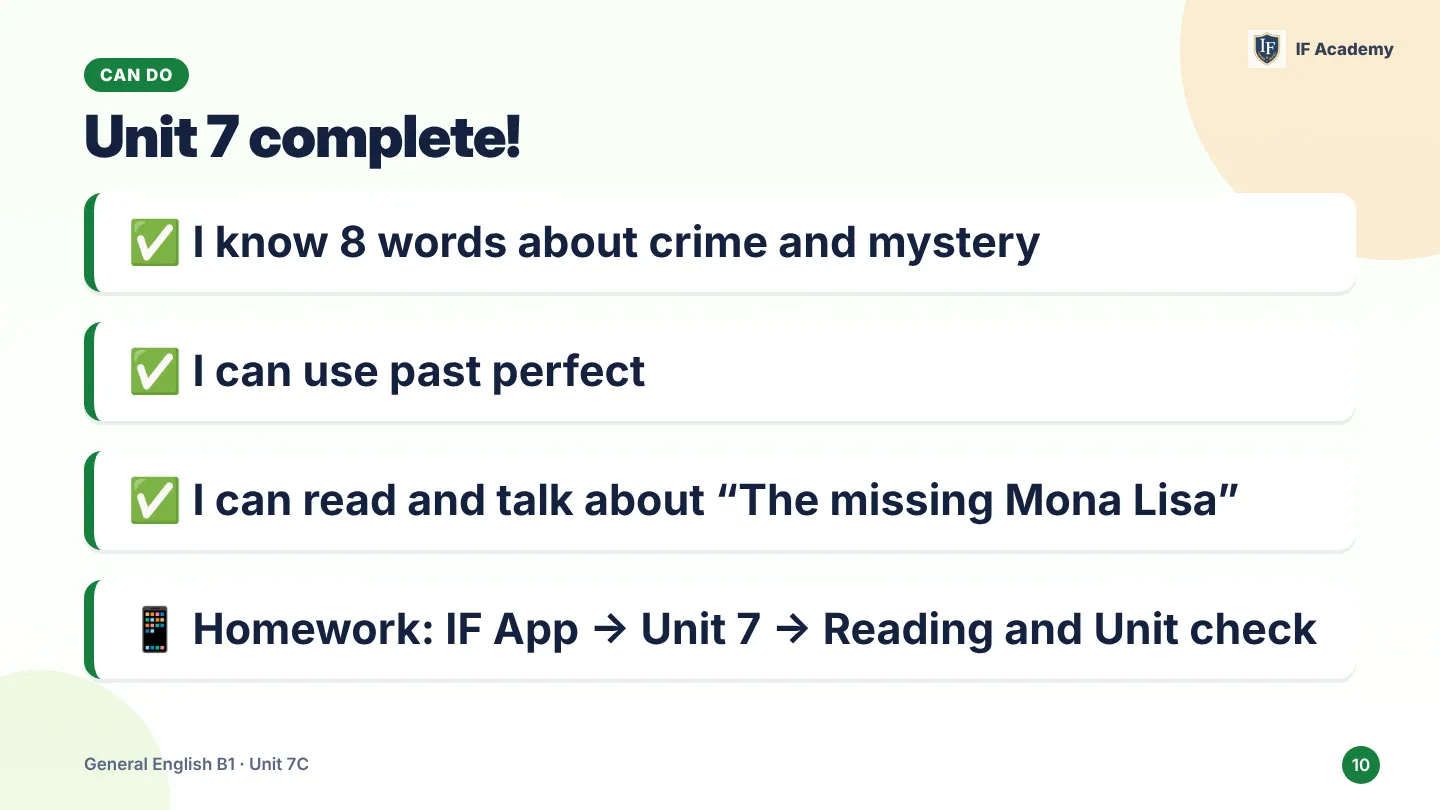 IF Academy
CAN DO
Unit 7 complete!
✅ I know 8 words about crime and mystery
✅ I can use past perfect
✅ I can read and talk about “The missing Mona Lisa”
📱 Homework: IF App → Unit 7 → Reading and Unit check
General English B1 · Unit 7C
10